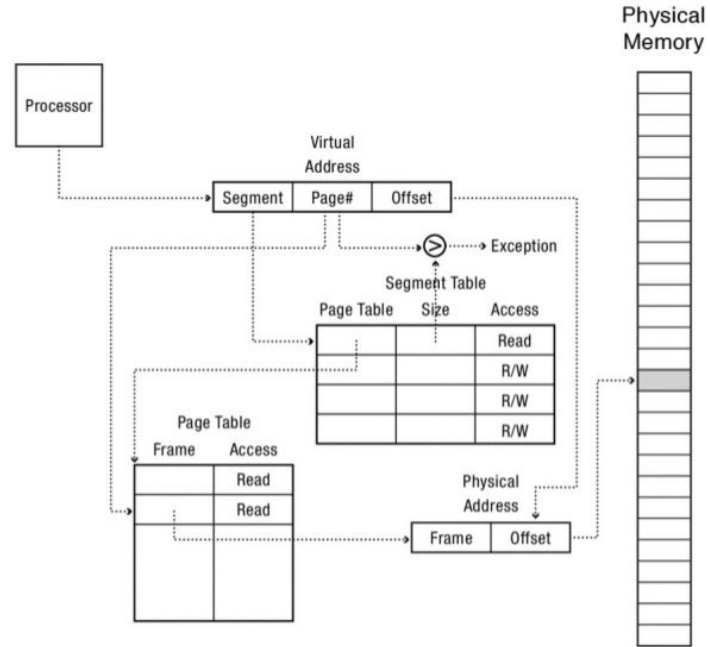 Physical
Memory
Processor
Virtual
Address
Segment Page# Offset
> Exception
Segment Table
Page Table Size Access
Read
R/W
R/W
R/W
Page Table
Frame Access
Read
Read
Physical
Address
Frame Offset